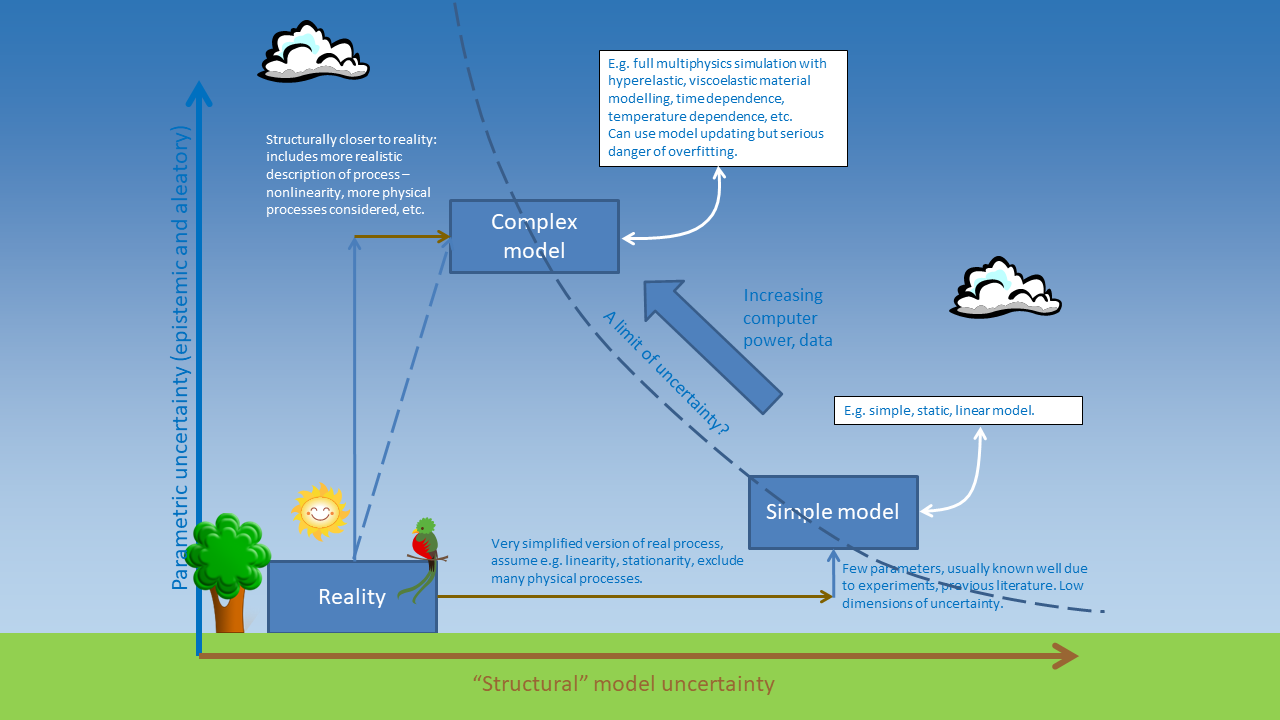 E.g. full multiphysics simulation with
hyperelastic, viscoelastic material
modelling, time dependence,
temperature dependence, etc.
Can use model updating but serious
danger of overfitting.
Structurally closer to reality:
includes more realistic
description of process –
nonlinearity, more physical
processes considered, etc.
Parametric uncertainty (epistemic and aleatory)
Complex
model
Increasing
computer
power, data
A limit of uncertainty?
E.g. simple, static, linear model.
Simple model
Very simplified version of real process,
assume e.g. linearity, stationarity, exclude
many physical processes.
Few parameters, usually known well due
to experiments, previous literature. Low
dimensions of uncertainty.
Reality
“Structural” model uncertainty